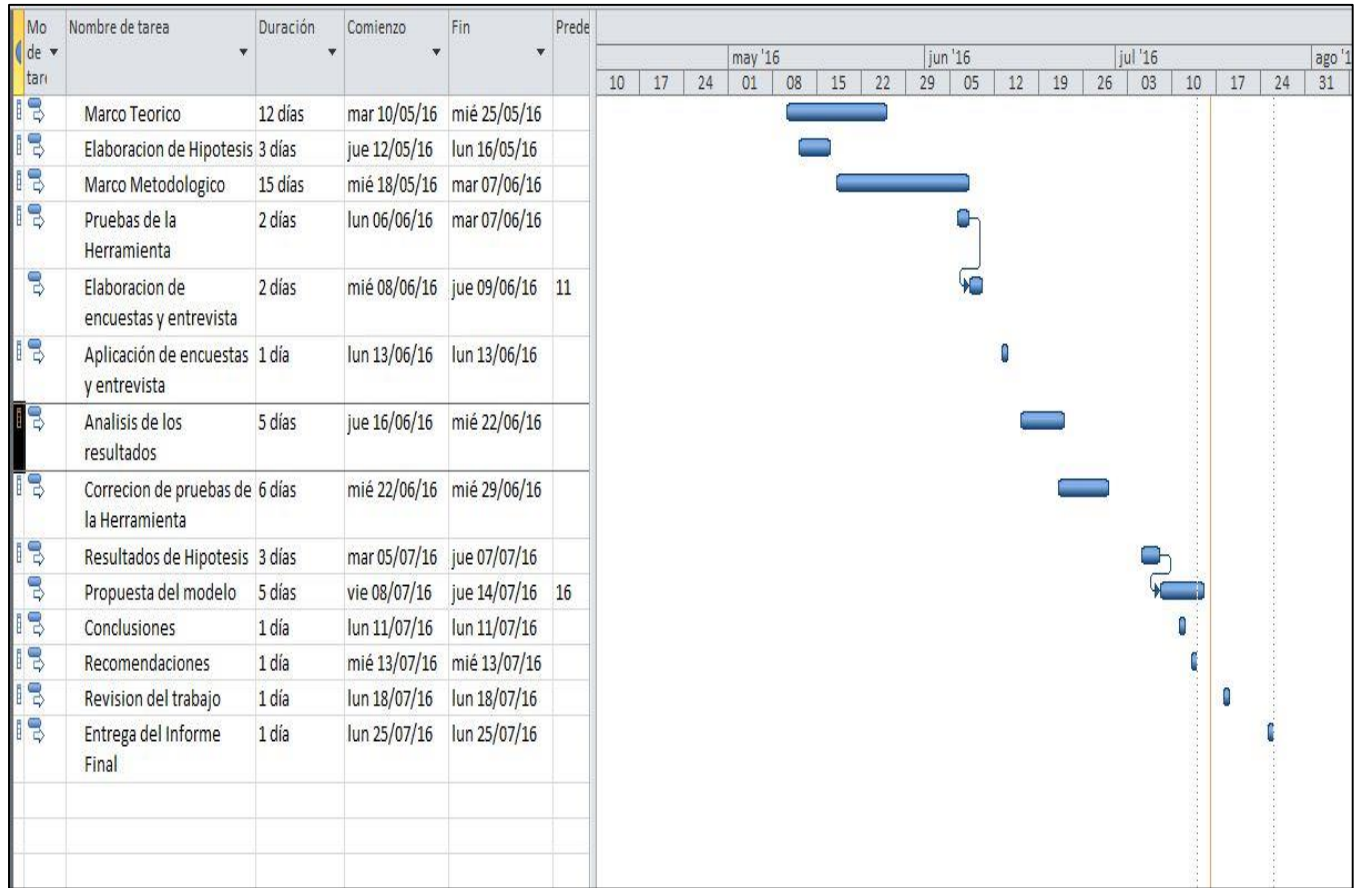 Mo de tare Nombre de tarea Duración Comienzo Fin Prede
may '16 jun '16 jul '16 ago '1
10 17 24 01 08 15 22 29 05 12 19 26 03 10 17 24 31
Marco Teorico 12 días mar 10/05/16 mié 25/05/16
Elaboracion de Hipotesis 3 días jue 12/05/16 lun 16/05/16
Marco Metodologico 15 días mié 18/05/16 mar 07/06/16
Pruebas de la 2 días lun 06/06/16 mar 07/06/16
Herramienta
Elaboracion de 2 días mié 08/06/16 jue 09/06/16 11
encuestas y entrevista
Aplicación de encuestas 1 día lun 13/06/16 lun 13/06/16
y entrevista
Analisis de los 5 días jue 16/06/16 mié 22/06/16
resultados
Correcion de pruebas de 6 días mié 22/06/16 mié 29/06/16
la Herramienta
Resultados de Hipotesis 3 días mar 05/07/16 jue 07/07/16
Propuesta del modelo 5 días vie 08/07/16 jue 14/07/16 16
Conclusiones 1 día lun 11/07/16 lun 11/07/16
Recomendaciones 1 día mié 13/07/16 mié 13/07/16
Revision del trabajo 1 día lun 18/07/16 lun 18/07/16
Entrega del Informe 1 día lun 25/07/16 lun 25/07/16
Final